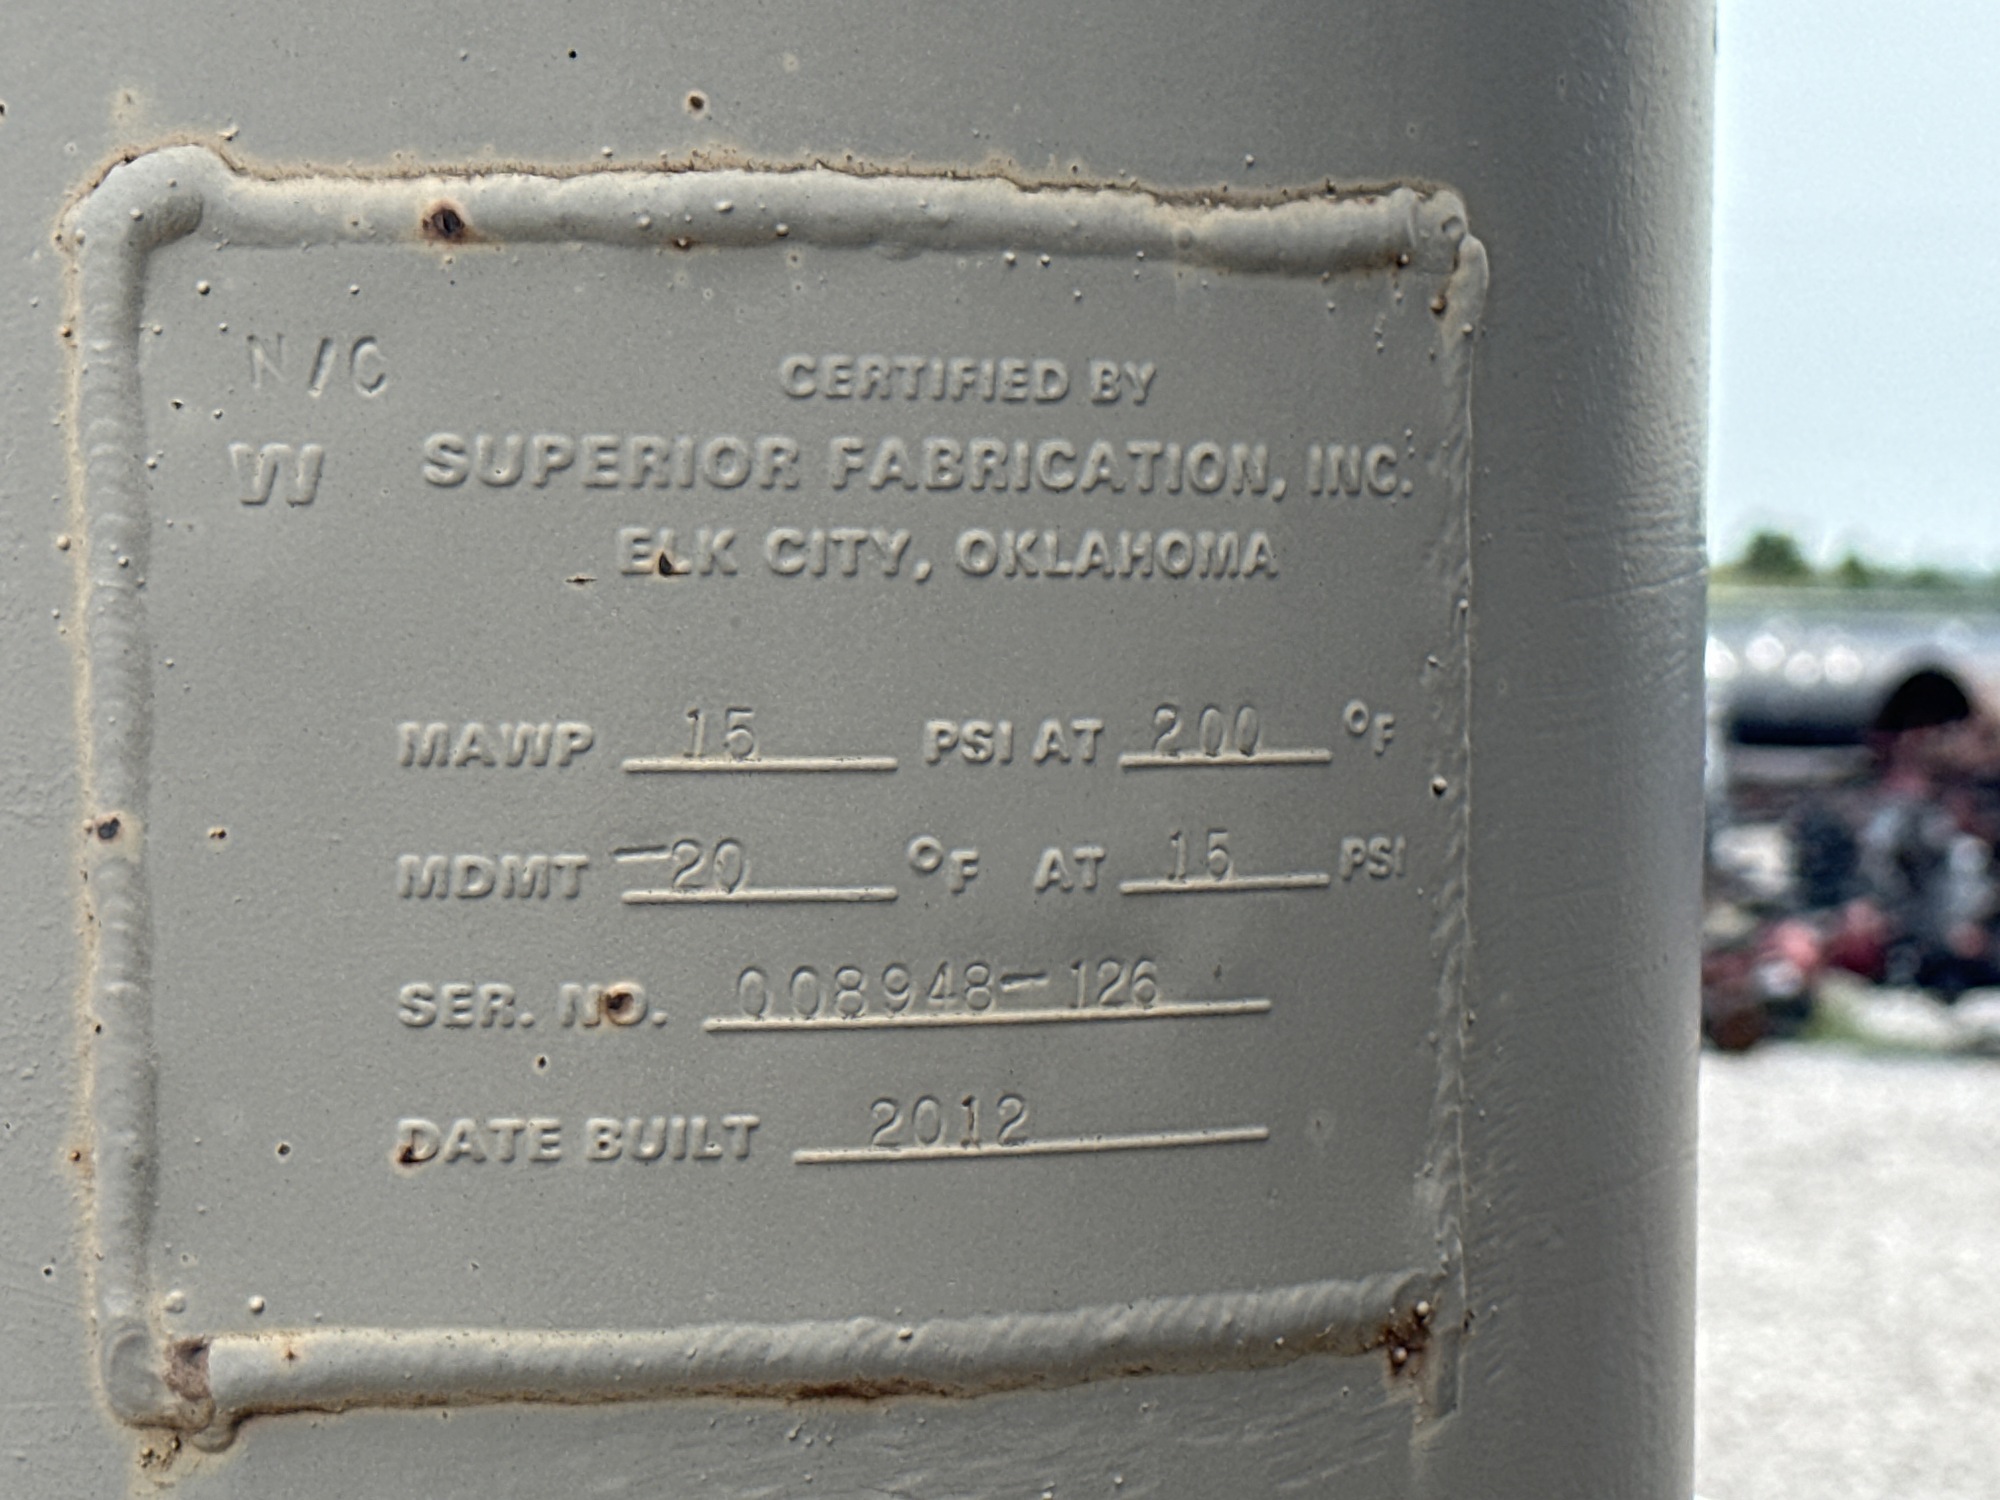 N/C
CERTIFIED BY
W SUPERIOR FABRICATION, INC.
ELK CITY, OKLAHOMA
MAWP 15 PSI AT 200 °F
MDMT -20 °F AT 15 PSI
SER. NO. 008948-126
DATE BUILT 2012